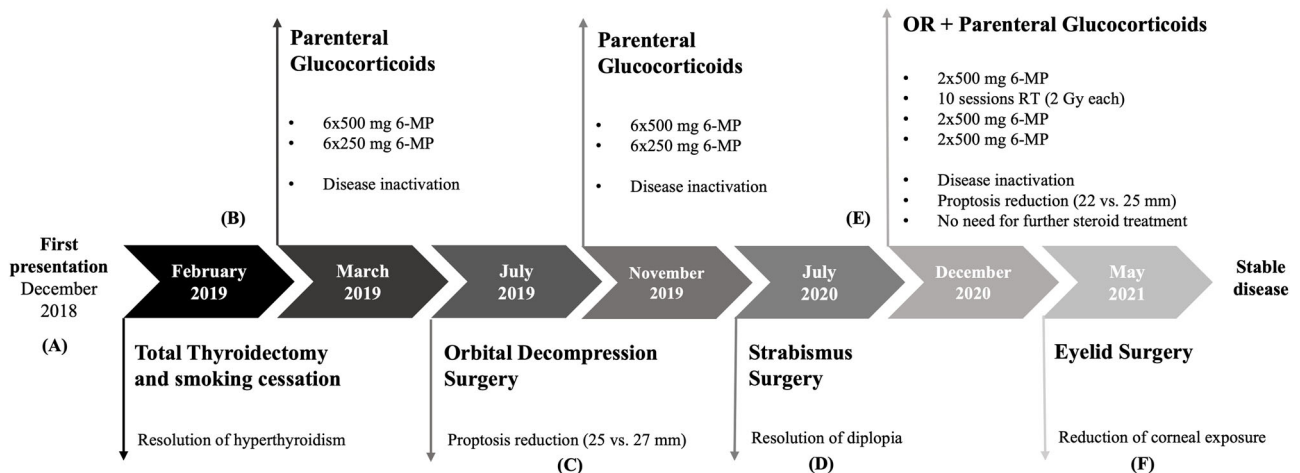 Parenteral
Glucocorticoids
• 6x500 mg 6-MP
• 6x250 mg 6-MP
• Disease inactivation
(B)
Parenteral
Glucocorticoids
• 6x500 mg 6-MP
• 6x250 mg 6-MP
• Disease inactivation
OR + Parenteral Glucocorticoids
• 2x500 mg 6-MP
• 10 sessions RT (2 Gy each)
• 2x500 mg 6-MP
• 2x500 mg 6-MP
• Disease inactivation
• Proptosis reduction (22 vs. 25 mm)
• No need for further steroid treatment
(E)
First
presentation
December
2018
(A)
February
2019
March
2019
July
2019
November
2019
July
2020
December
2020
May
2021
Stable
disease
Total Thyroidectomy
and smoking cessation
Resolution of hyperthyroidism
Orbital Decompression
Surgery
Proptosis reduction (25 vs. 27 mm)
(C)
Strabismus
Surgery
Resolution of diplopia
(D)
Eyelid Surgery
Reduction of corneal exposure
(F)